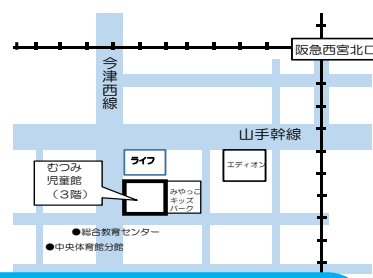 阪急西宮北口
今津西線
山手幹線
ライフ
エディオン
むつみ
児童館
（3階）
みやっこ
キッズ
パーク
●総合教育センター
●中央体育館分館